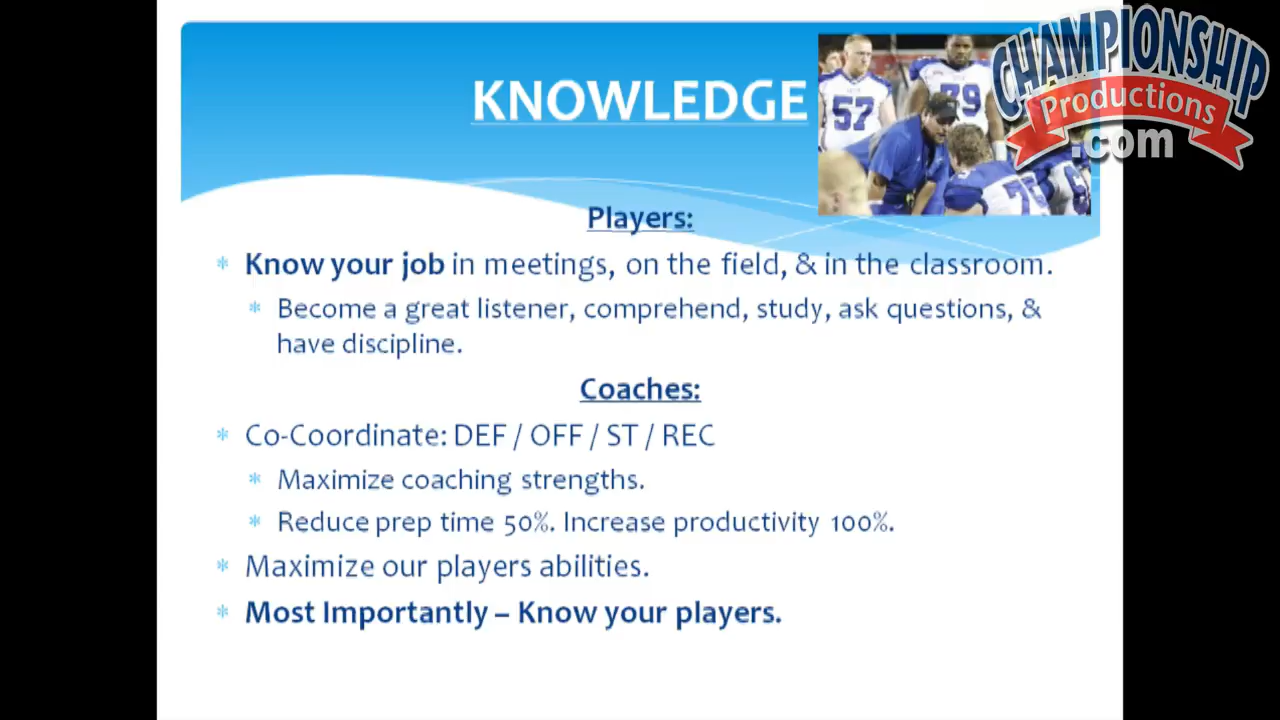 CHAMPIONSHIP
Productions
.com
KNOWLEDGE
57
79
Players:
* Know your job in meetings, on the field, & in the classroom.
* Become a great listener, comprehend, study, ask questions, &
have discipline.
Coaches:
* Co-Coordinate: DEF / OFF / ST / REC
* Maximize coaching strengths.
* Reduce prep time 50%. Increase productivity 100%.
* Maximize our players abilities.
* Most Importantly – Know your players.